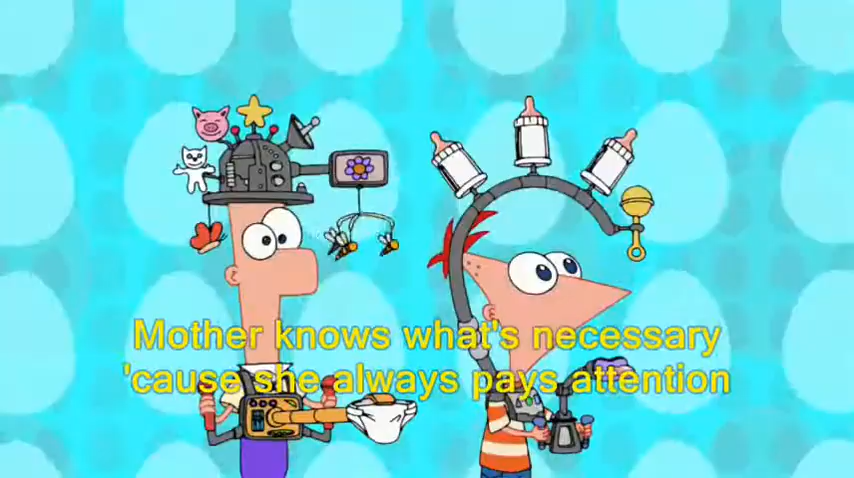 Mother knows what's necessary
'cause she always pays attention